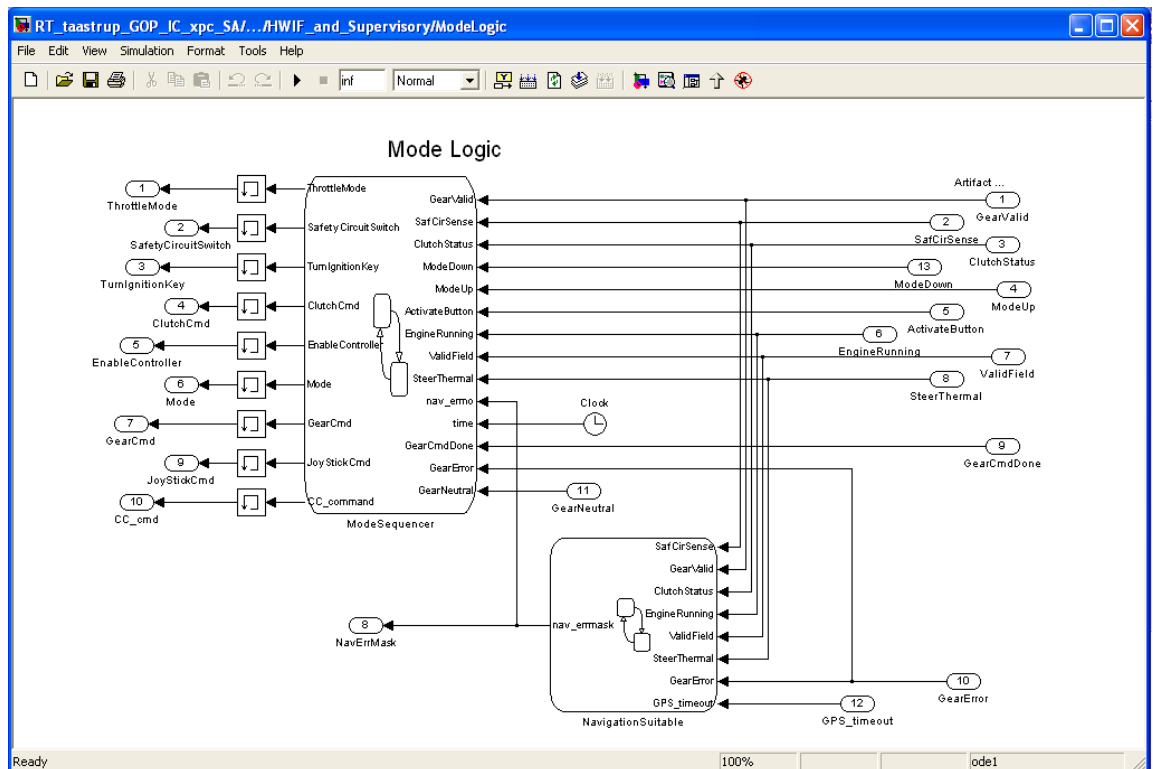 RT_taastrup_GOP_IC_xpc_SA/.../HWIF_and_Supervisory/ModeLogic
File Edit View Simulation Format Tools Help
inf Normal
Mode Logic
1
ThrottleMode
2
SafetyCircuitSwitch
3
TurnIgnitionKey
4
ClutchCmd
5
EnableController
6
Mode
7
GearCmd
9
JoyStickCmd
10
CC_cmd
ThrottleMode
Safety Circuit Switch
TurnIgnitionKey
ClutchCmd
EnableController
Mode
GearCmd
Joy StickCmd
CC_command
GearValid
SafCirSense
ClutchStatus
ModeDown
ModeUp
ActivateButton
EngineRunning
ValidField
SteerThermal
nav_errno
time
GearCmdDone
GearError
GearNeutral
ModeSequencer
Clock
Artifact ...
1
GearValid
2
SafCirSense
3
ClutchStatus
13
ModeDown
4
ModeUp
5
ActivateButton
6
EngineRunning
7
ValidField
8
SteerThermal
9
GearCmdDone
11
GearNeutral
SafCirSense
GearValid
ClutchStatus
EngineRunning
ValidField
SteerThermal
GearError
GPS_timeout
nav_errmask
NavigationSuitable
8
NavErrMask
10
GearError
12
GPS_timeout
Ready 100% ode1